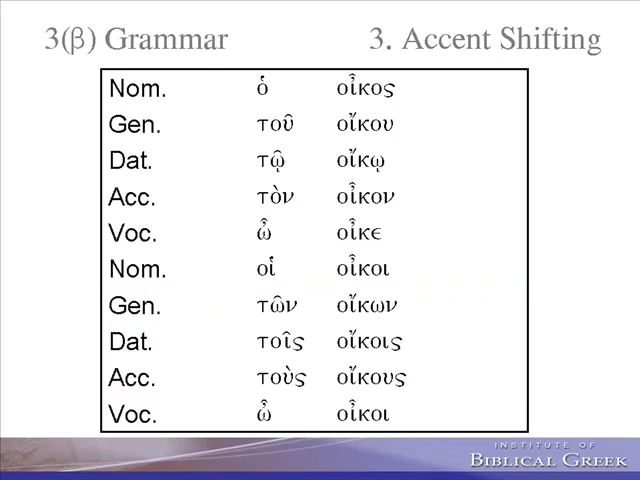 3(β) Grammar 3. Accent Shifting
Nom. ὁ οἶκος
Gen. τοῦ οἴκου
Dat. τῷ οἴκῳ
Acc. τὸν οἶκον
Voc. ὦ οἶκε
Nom. οἱ οἶκοι
Gen. τῶν οἴκων
Dat. τοῖς οἴκοις
Acc. τοὺς οἴκους
Voc. ὦ οἶκοι
INSTITUTE OF
BIBLICAL GREEK